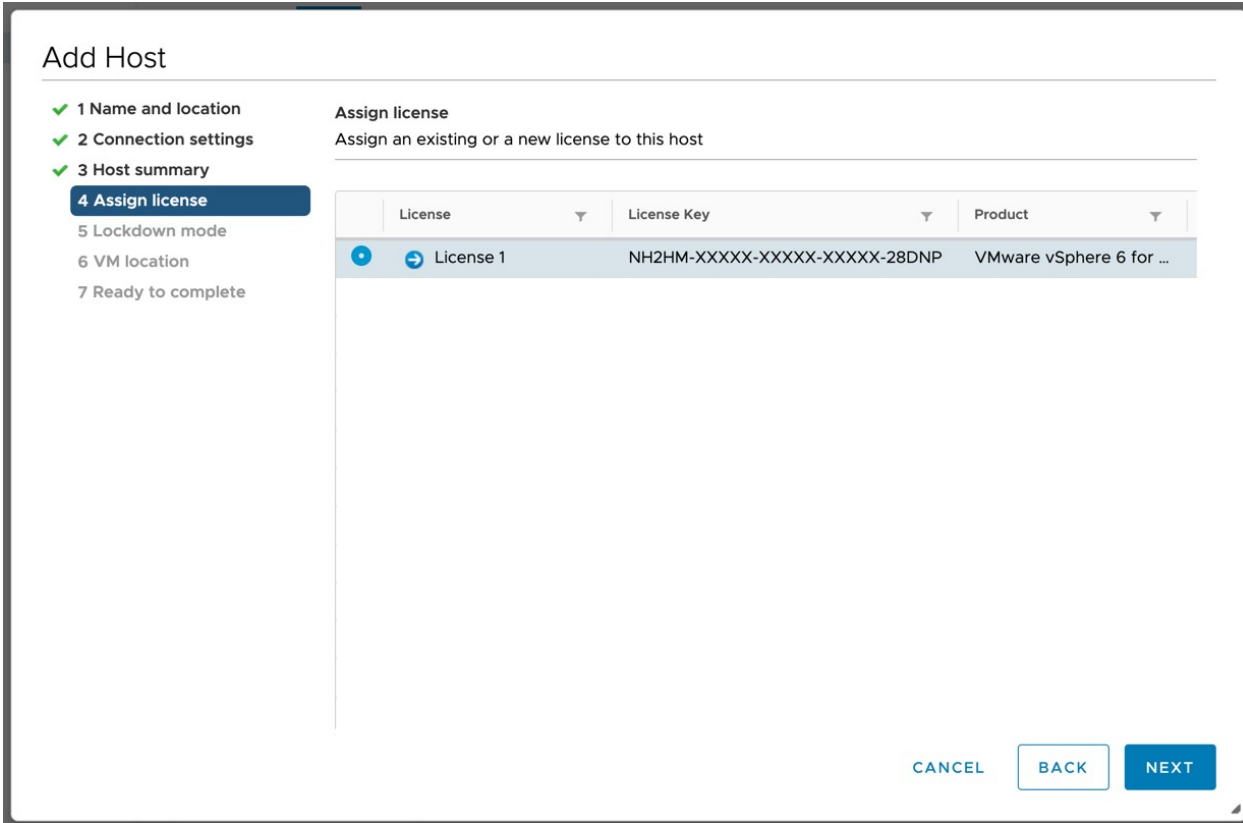 Add Host
1 Name and location
2 Connection settings
3 Host summary
4 Assign license
5 Lockdown mode
6 VM location
7 Ready to complete
Assign license
Assign an existing or a new license to this host
License License Key Product
License 1 NH2HM-XXXXX-XXXXX-XXXXX-28DNP VMware vSphere 6 for ...
CANCEL BACK NEXT